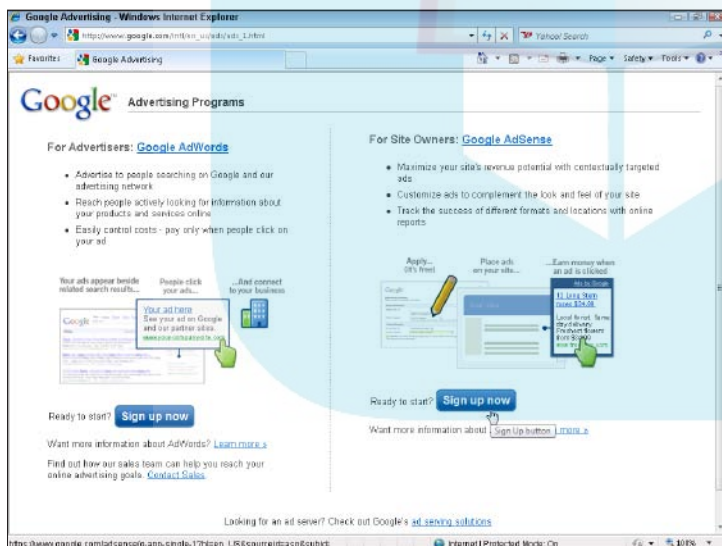 Google Advertising - Windows Internet Explorer
Yahoo! Search
Favorites
Google Advertising
Page
Safety
Tools
Google™ Advertising Programs
For Advertisers: Google AdWords
Advertise to people searching on Google and our
advertising network
Reach people actively looking for information about
your products and services online
Easily control costs - pay only when people click on
your ad
Your ads appear beside
related search results...
People click
your ads...
...And connect
to your business
Google
Your ad here
See your ad on Google
and our partner sites.
Ready to start? Sign up now
Want more information about AdWords? Learn more »
Find out how our sales team can help you reach your
online advertising goals. Contact Sales.
For Site Owners: Google AdSense
Maximize your site's revenue potential with contextually targeted
ads
Customize ads to complement the look and feel of your site
Track the success of different formats and locations with online
reports
Apply...
(It's free!)
Place ads
on your site...
...Earn money when
an ad is clicked
Google
Ads by Google
12 Long Stem
Ready to start? Sign up now
Want more information about
Sign Up button
more »
Looking for an ad server? Check out Google's ad serving solutions
Internet | Protected Mode: On